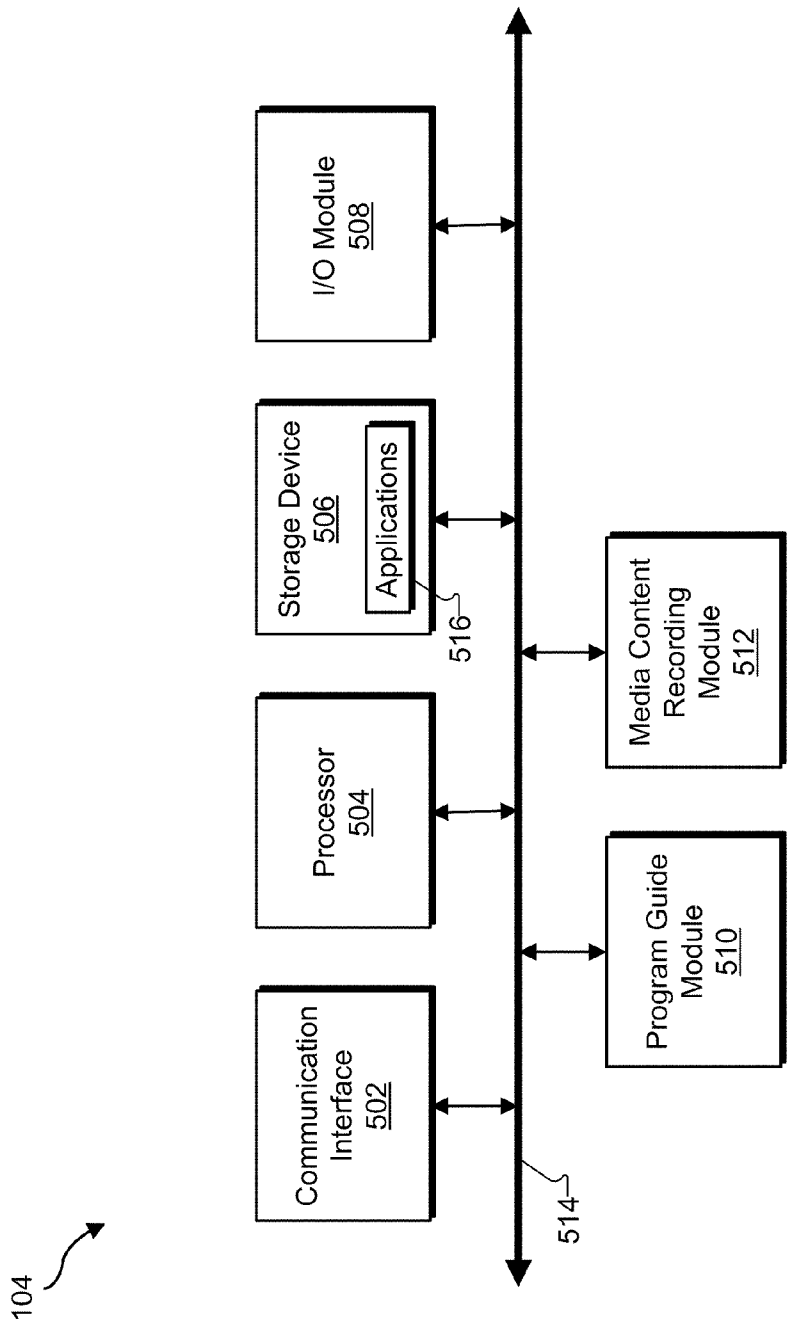 104
Communication
Interface
502
Processor
504
Storage Device
506
Applications
516
I/O Module
508
514
Program Guide
Module
510
Media Content
Recording
Module
512